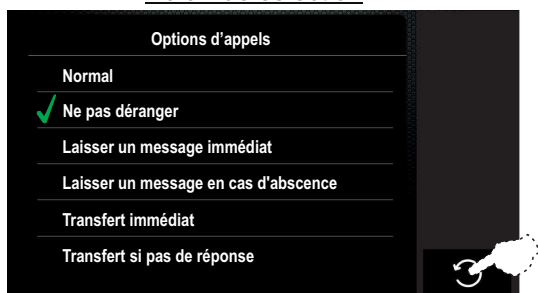 Options d'appels
Normal
Ne pas déranger
Laisser un message immédiat
Laisser un message en cas d'abscence
Transfert immédiat
Transfert si pas de réponse